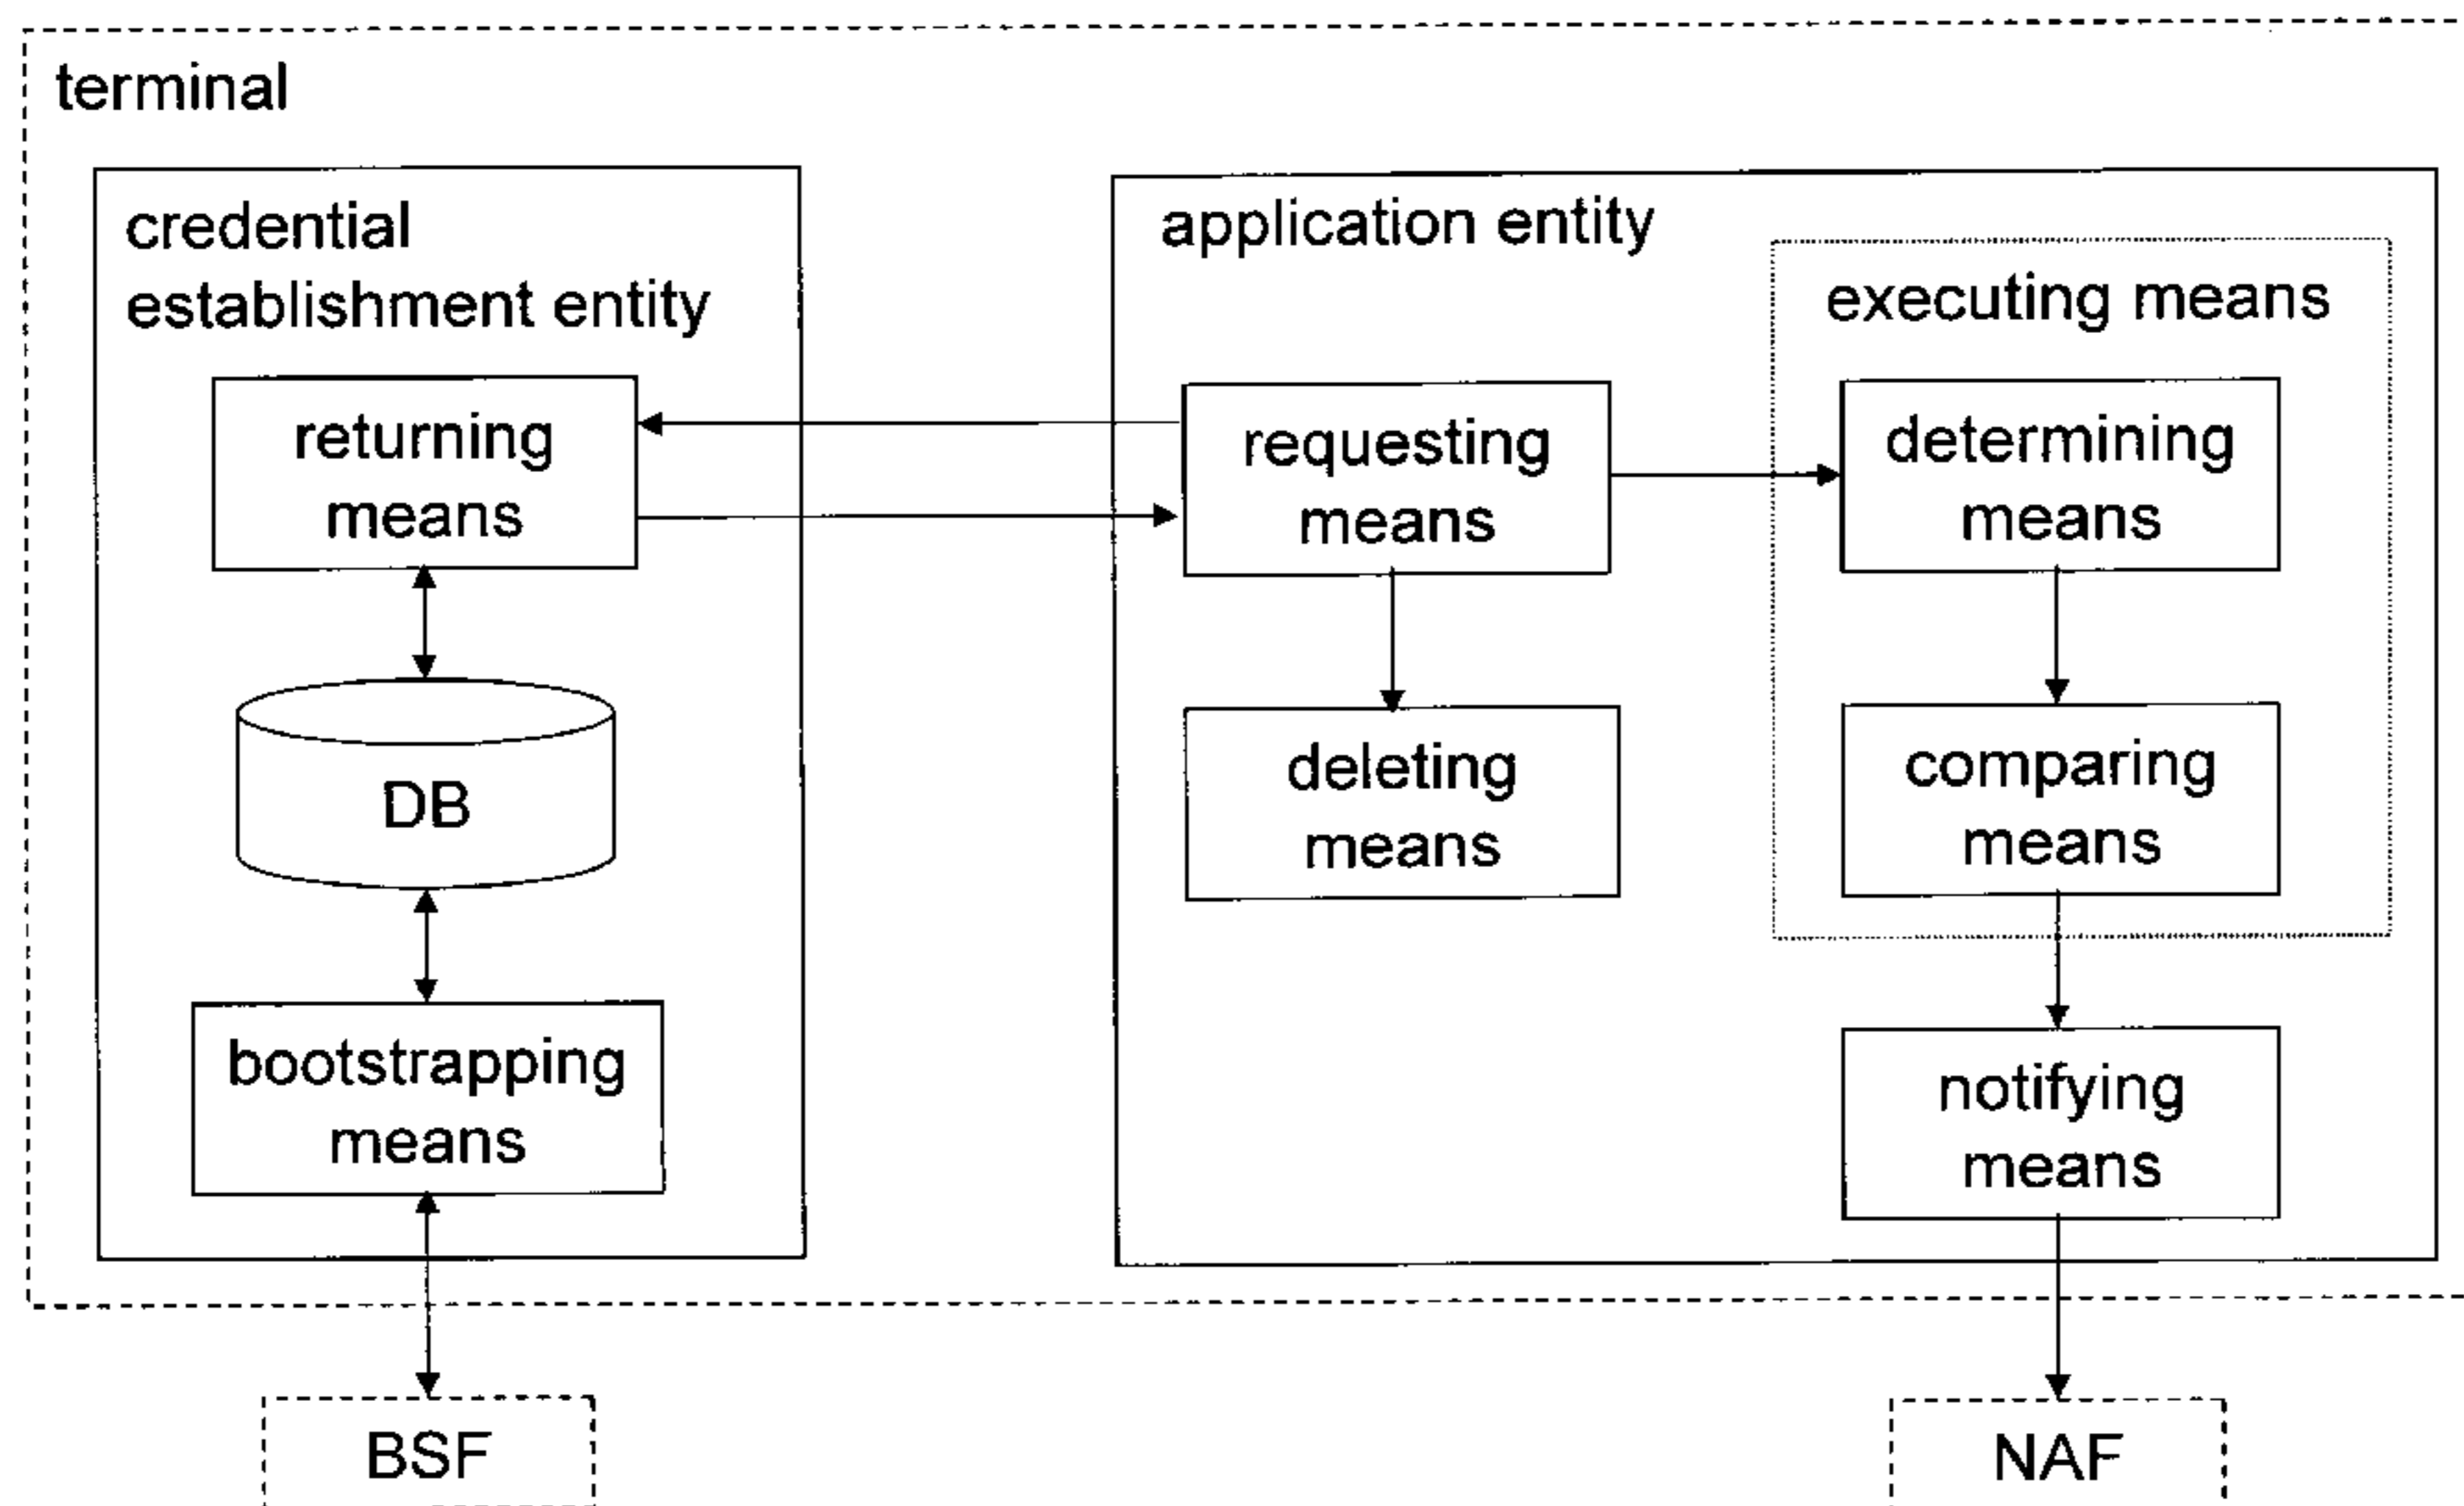 terminal
credential
establishment entity
returning
means
DB
bootstrapping
means
BSF
application entity
requesting
means
deleting
means
executing means
determining
means
comparing
means
notifying
means
NAF